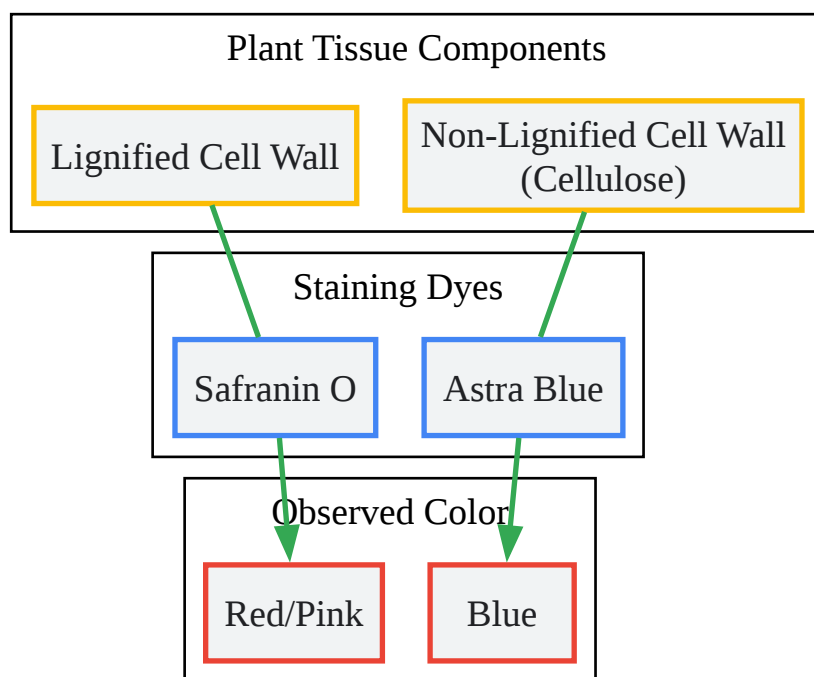 Plant Tissue Components
Lignified Cell Wall
Non-Lignified Cell Wall
(Cellulose)
Staining Dyes
Safranin O
Astra Blue
Observed Color
Red/Pink
Blue